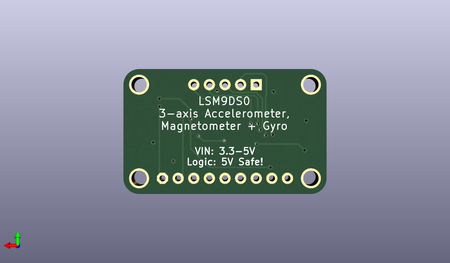 LSM9DS0
3-axis Accelerometer,
Magnetometer + Gyro
VIN: 3.3-5V
Logic: 5V Safe!